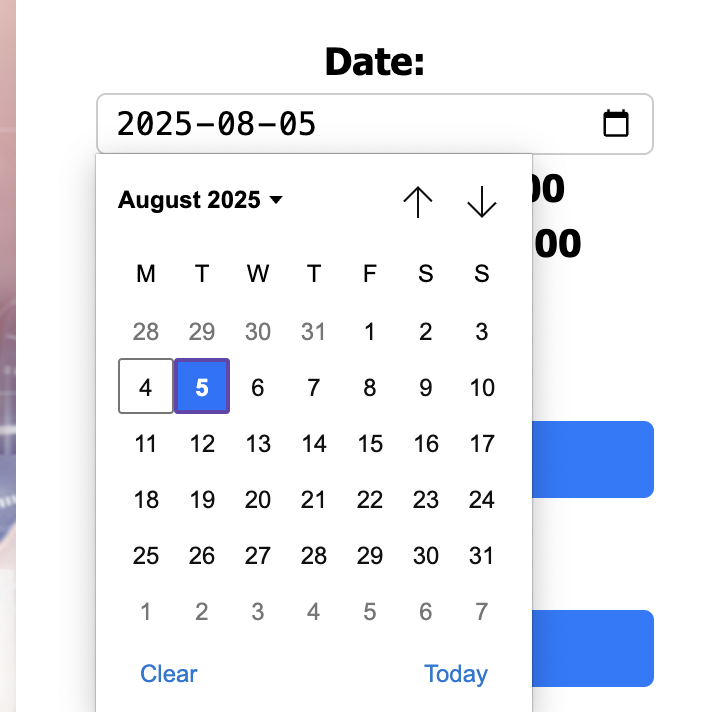 Date:
2025-08-05
August 2025
00
00
M T W T F S S
28 29 30 31 1 2 3
4 5 6 7 8 9 10
11 12 13 14 15 16 17
18 19 20 21 22 23 24
25 26 27 28 29 30 31
1 2 3 4 5 6 7
Clear Today